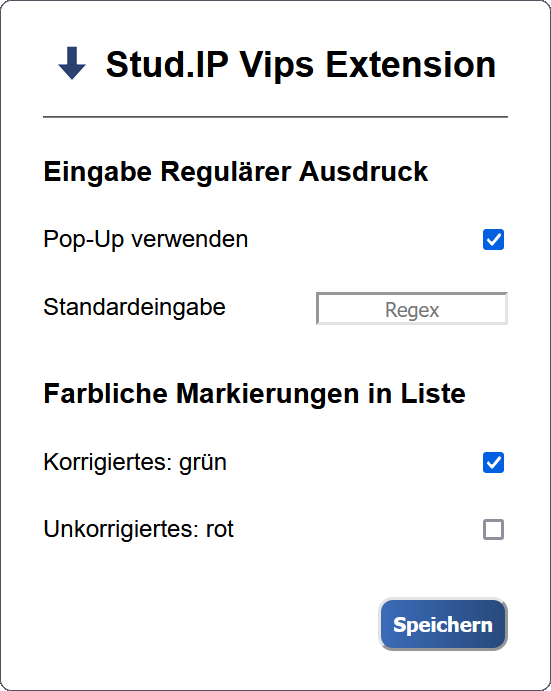 Stud.IP Vips Extension
Eingabe Regulärer Ausdruck
Pop-Up verwenden
Standardeingabe Regex
Farbliche Markierungen in Liste
Korrigiertes: grün
Unkorrigiertes: rot
Speichern